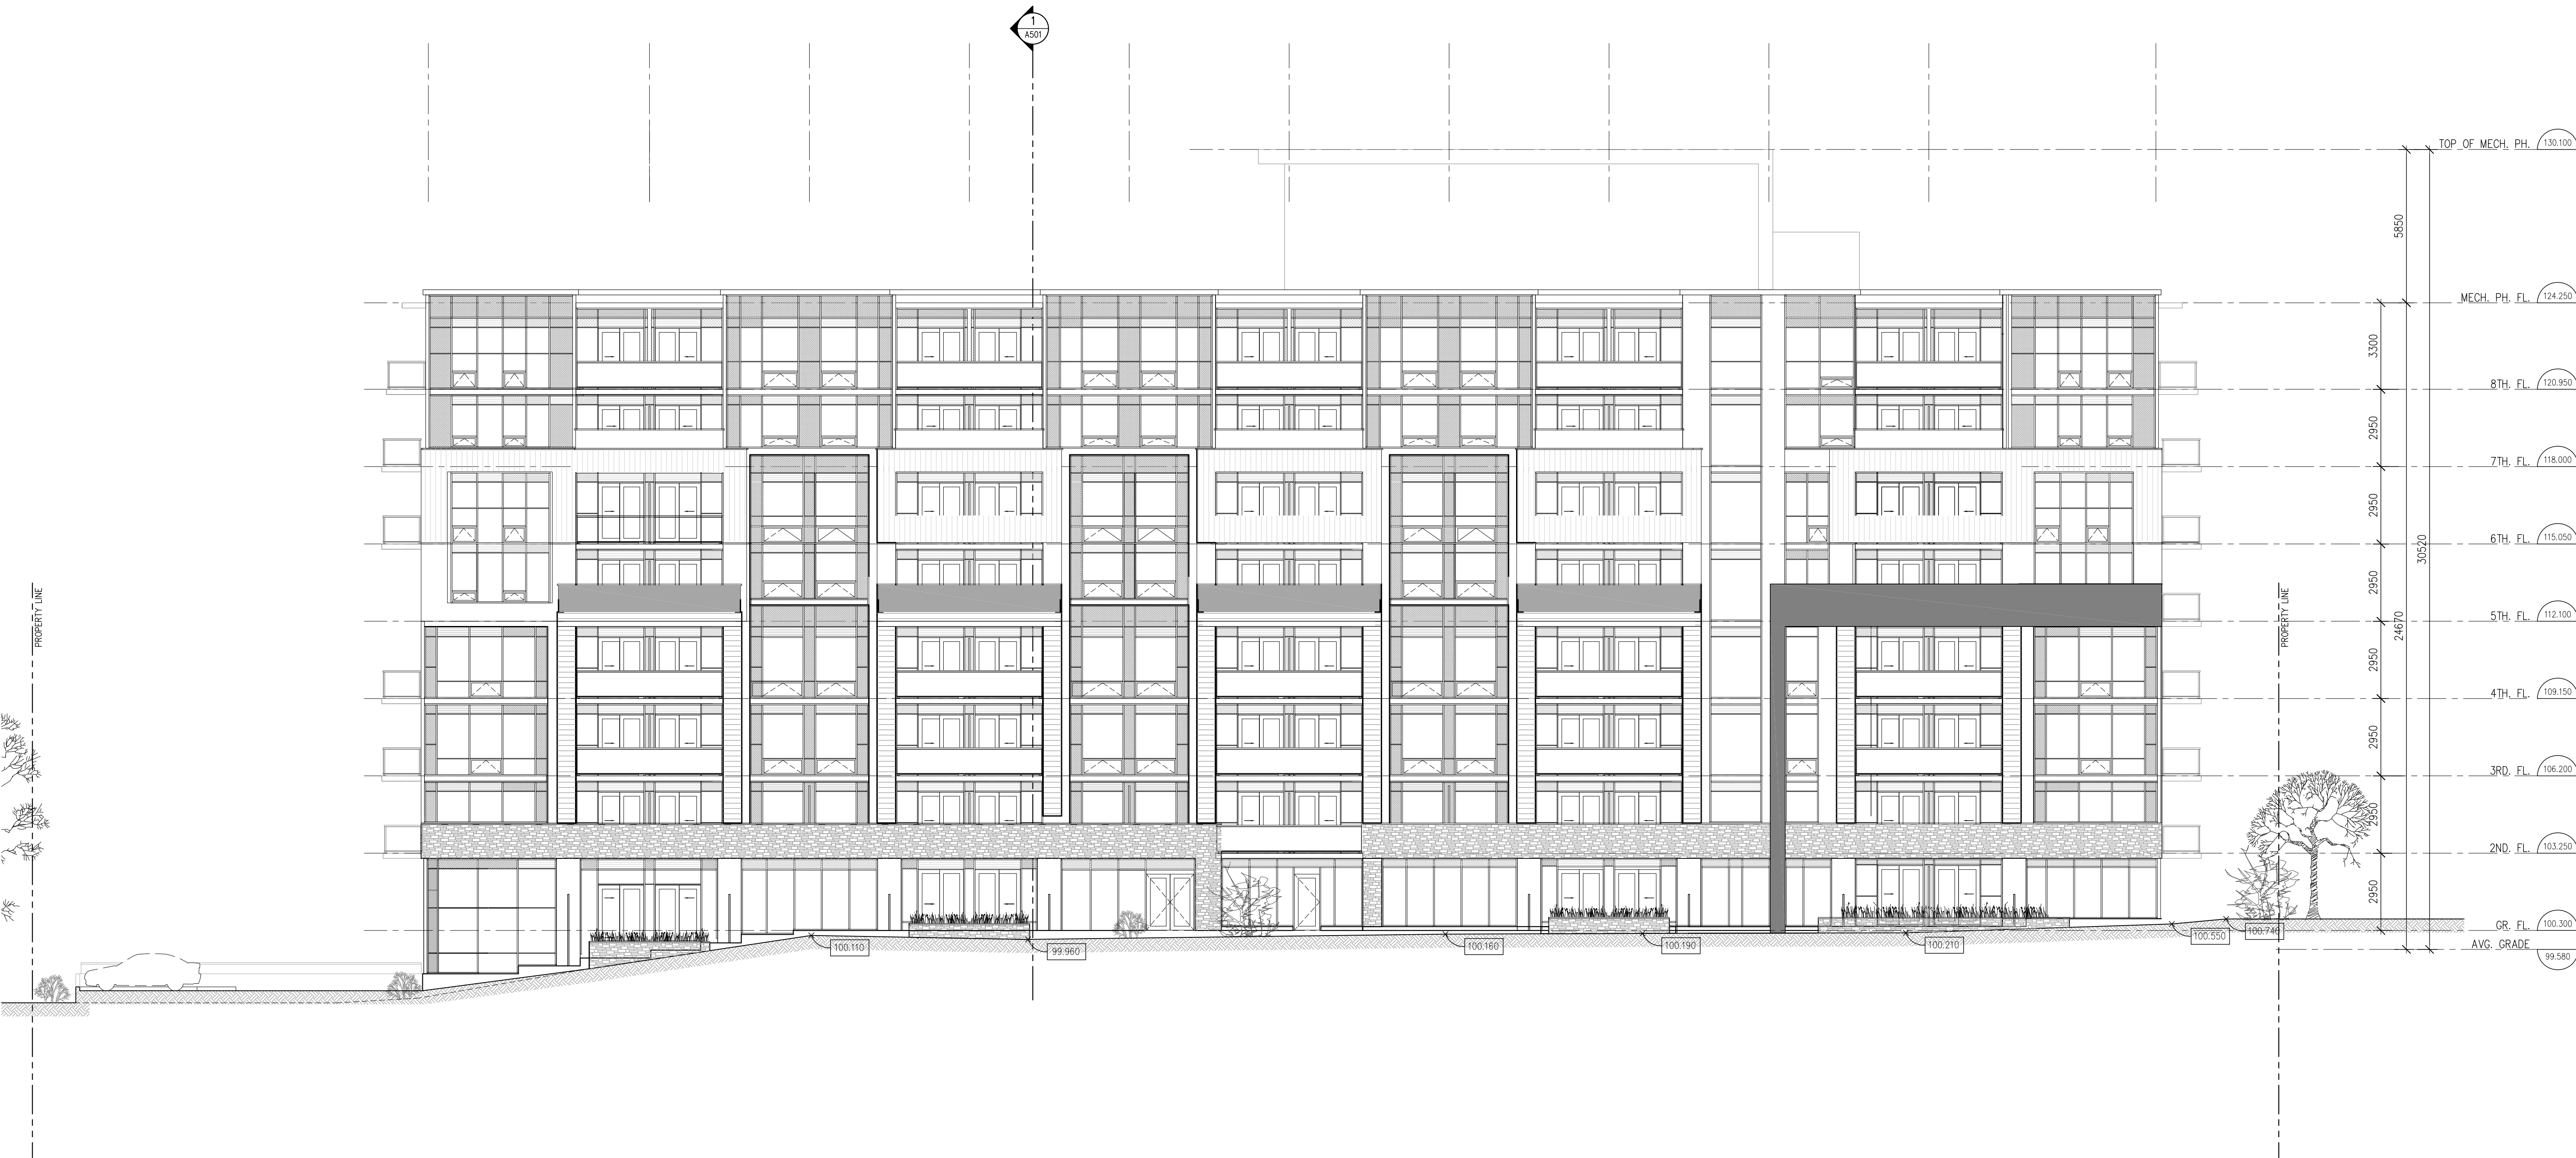 1
A501
TOP OF MECH. PH. 130.100
5850
MECH. PH. FL. 124.250
3300
8TH. FL. 120.950
2950
7TH. FL. 118.000
2950
6TH. FL. 115.050
30520
2950
PROPERTY LINE
PROPERTY LINE
5TH. FL. 112.100
24670
2950
4TH. FL. 109.150
2950
3RD. FL. 106.200
2950
2ND. FL. 103.250
2950
GR. FL. 100.300
100.740
100.550
AVG. GRADE
99.580
100.110
99.960
100.160
100.190
100.210